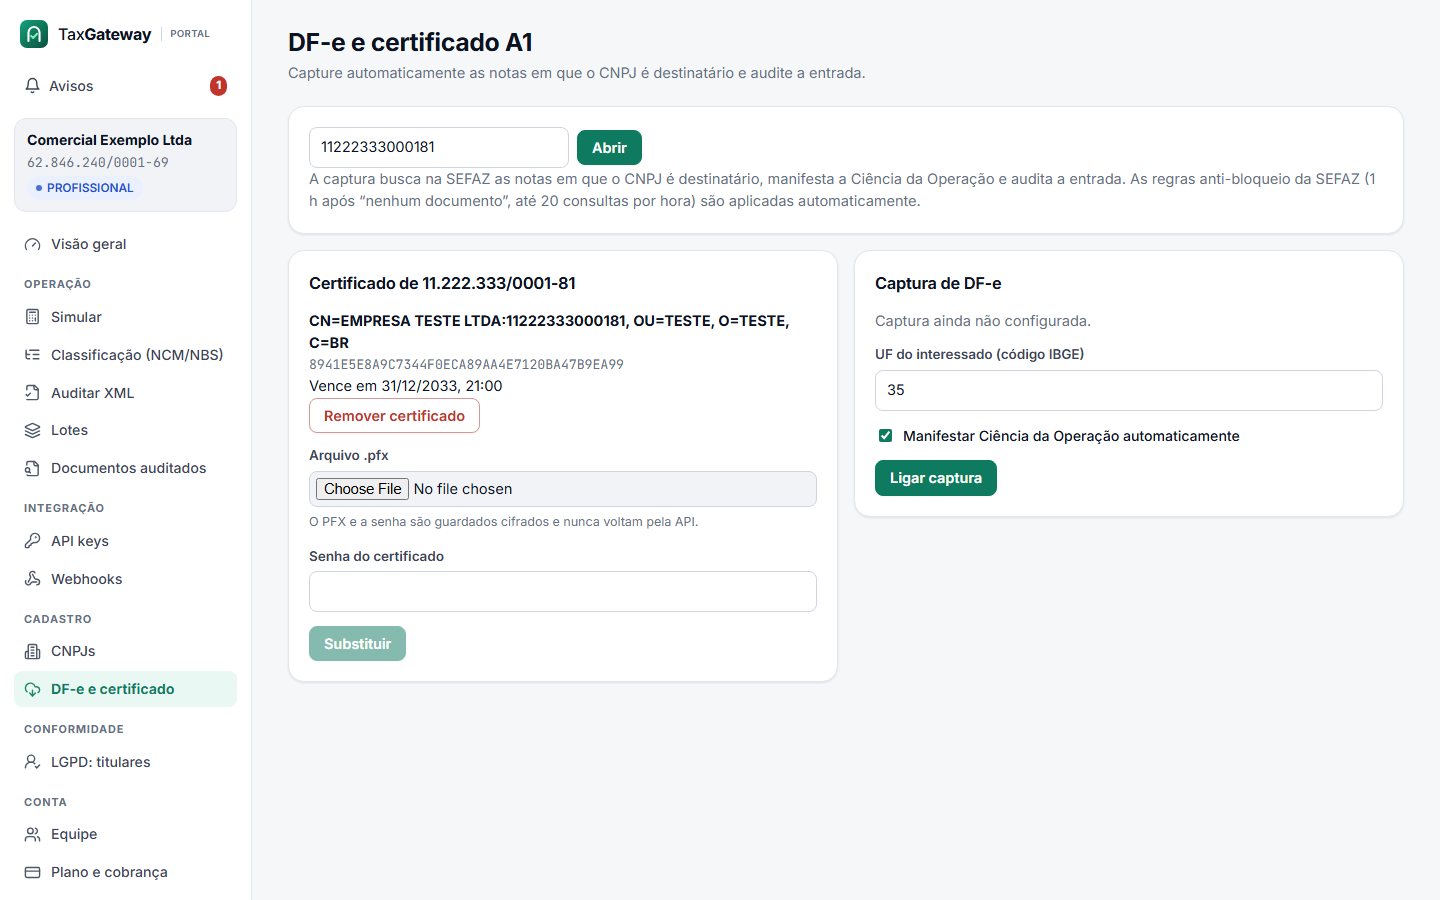 TaxGateway
PORTAL
Avisos
1
Comercial Exemplo Ltda
62.846.240/0001-69
PROFISSIONAL
Visão geral
OPERAÇÃO
Simular
Classificação (NCM/NBS)
Auditar XML
Lotes
Documentos auditados
INTEGRAÇÃO
API keys
Webhooks
CADASTRO
CNPJs
DF-e e certificado
CONFORMIDADE
LGPD: titulares
CONTA
Equipe
Plano e cobrança
DF-e e certificado A1
Capture automaticamente as notas em que o CNPJ é destinatário e audite a entrada.
11222333000181
Abrir
A captura busca na SEFAZ as notas em que o CNPJ é destinatário, manifesta a Ciência da Operação e audita a entrada. As regras anti-bloqueio da SEFAZ (1
h após “nenhum documento”, até 20 consultas por hora) são aplicadas automaticamente.
Certificado de 11.222.333/0001-81
CN=EMPRESA TESTE LTDA:11222333000181, OU=TESTE, O=TESTE,
C=BR
8941E5E8A9C7344F0ECA89AA4E7120BA47B9EA99
Vence em 31/12/2033, 21:00
Remover certificado
Arquivo .pfx
Choose File No file chosen
O PFX e a senha são guardados cifrados e nunca voltam pela API.
Senha do certificado
Substituir
Captura de DF-e
Captura ainda não configurada.
UF do interessado (código IBGE)
35
Manifestar Ciência da Operação automaticamente
Ligar captura